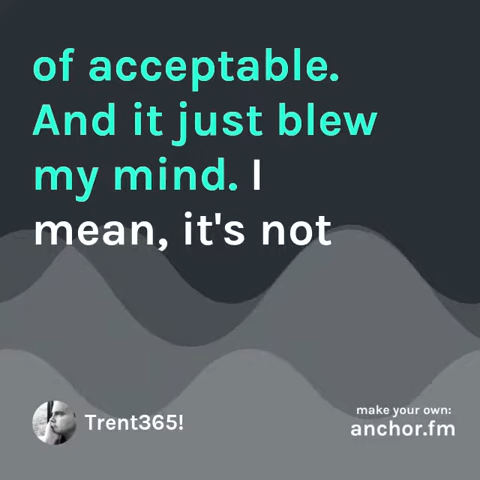 of acceptable.
And it just blew
my mind. I
mean, it's not
Trent365!
make your own:
anchor.fm